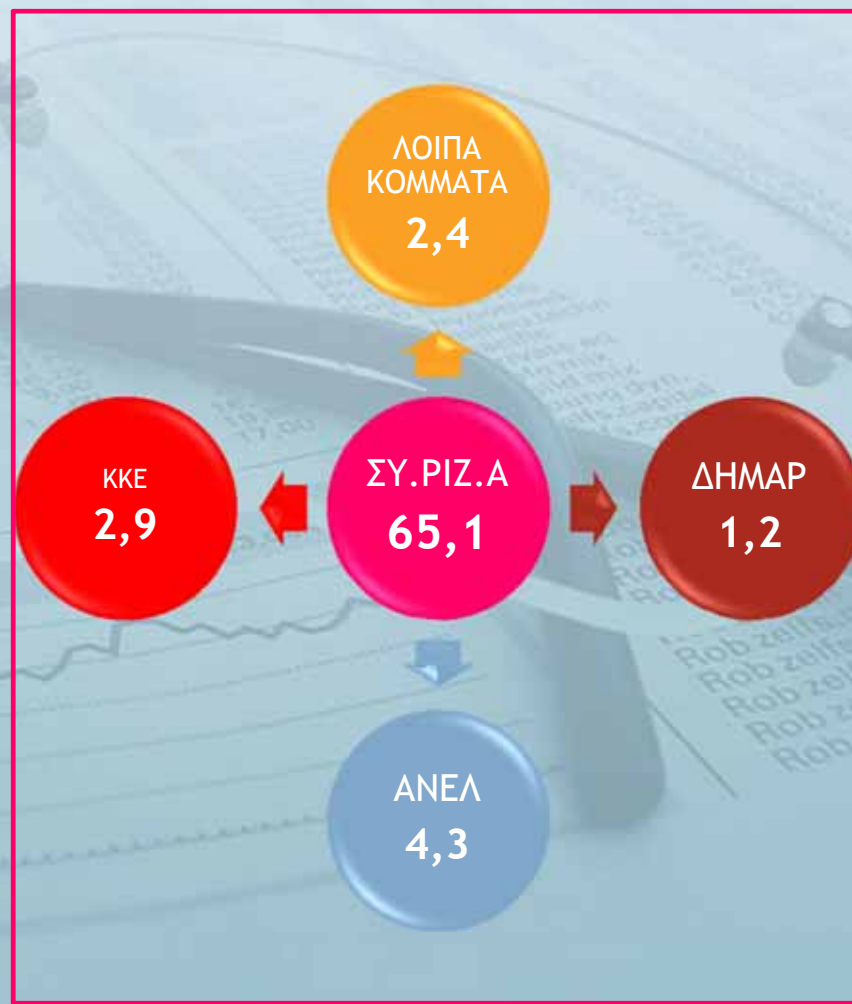 ΛΟΙΠΑ
ΚΟΜΜΑΤΑ
2,4
ΚΚΕ
2,9
ΣΥ.ΡΙΖ.Α
65,1
ΔΗΜΑΡ
1,2
ΑΝΕΛ
4,3